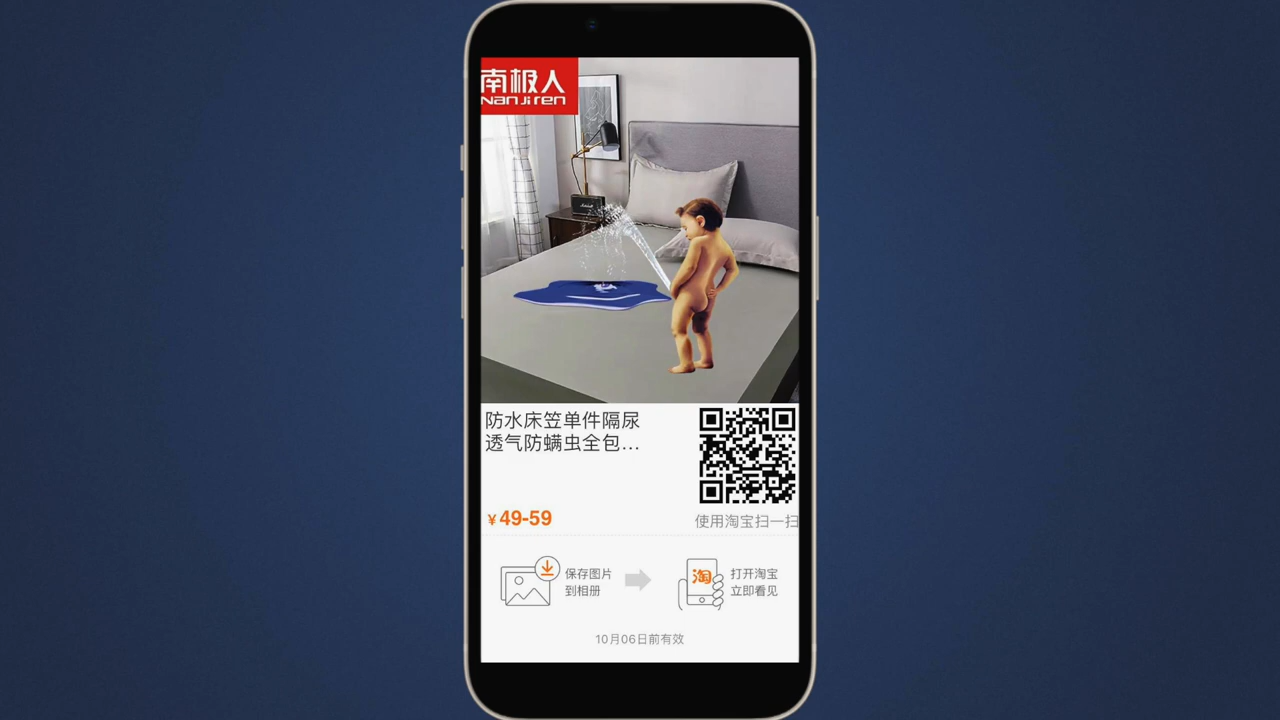 南极人
NanJiren
防水床笠单件隔尿
透气防螨虫全包...
¥49-59
使用淘宝扫一扫
保存图片
到相册
淘
打开淘宝
立即看见
10月06日前有效